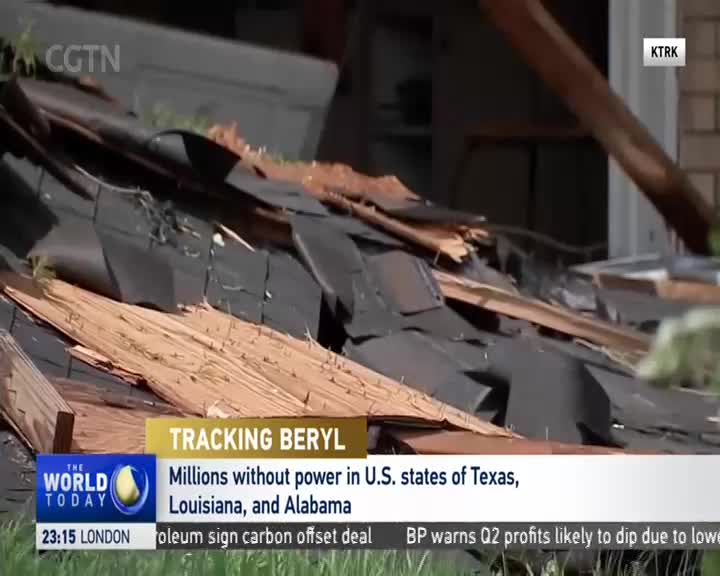 CGTN
KTRK
TRACKING BERYL
THE
WORLD
TODAY
Millions without power in U.S. states of Texas,
Louisiana, and Alabama
23:15 LONDON
roleum sign carbon offset deal BP warns Q2 profits likely to dip due to lowe